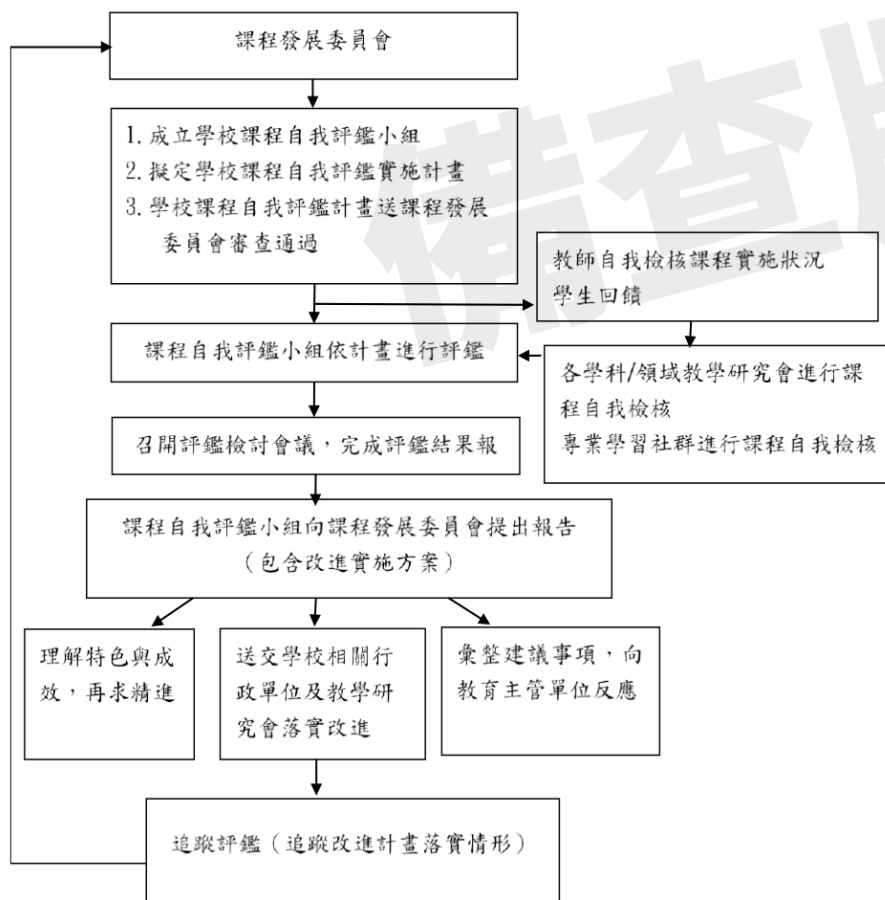 課程發展委員會
備查版
1. 成立學校課程自我評鑑小組
2. 擬定學校課程自我評鑑實施計畫
3. 學校課程自我評鑑計畫送課程發展
委員會審查通過
教師自我檢核課程實施狀況
學生回饋
課程自我評鑑小組依計畫進行評鑑
各學科/領域教學研究會進行課
程自我檢核
專業學習社群進行課程自我檢核
召開評鑑檢討會議，完成評鑑結果報
課程自我評鑑小組向課程發展委員會提出報告
（包含改進實施方案）
理解特色與成
效，再求精進
送交學校相關行
政單位及教學研
究會落實改進
彙整建議事項，向
教育主管單位反應
追蹤評鑑（追蹤改進計畫落實情形）